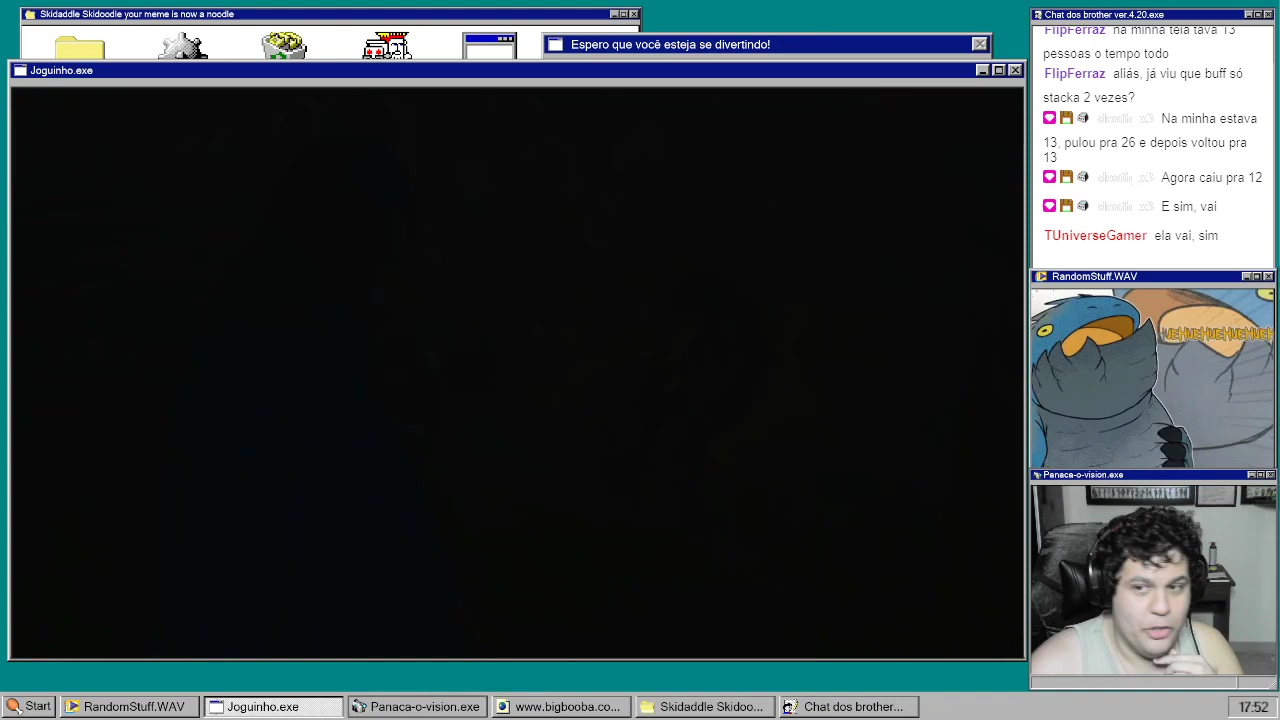 Skidaddle Skidoodle your meme is now a noodle
Espero que você esteja se divertindo!
Joguinho.exe
Chat dos brother ver.4.20.exe
FlipFerraz na minha tela tava 13
pessoas o tempo todo
FlipFerraz aliás, já viu que buff só
stacka 2 vezes?
Na minha estava
13, pulou pra 26 e depois voltou pra
13
Agora caiu pra 12
E sim, vai
TUniverseGamer ela vai, sim
RandomStuff.WAV
HUEHUEHUEHUEHUEH
Panaca-o-vision.exe
Start
RandomStuff.WAV
Joguinho.exe
Panaca-o-vision.exe
www.bigbooba.co...
Skidaddle Skidoo...
Chat dos brother...
17:52